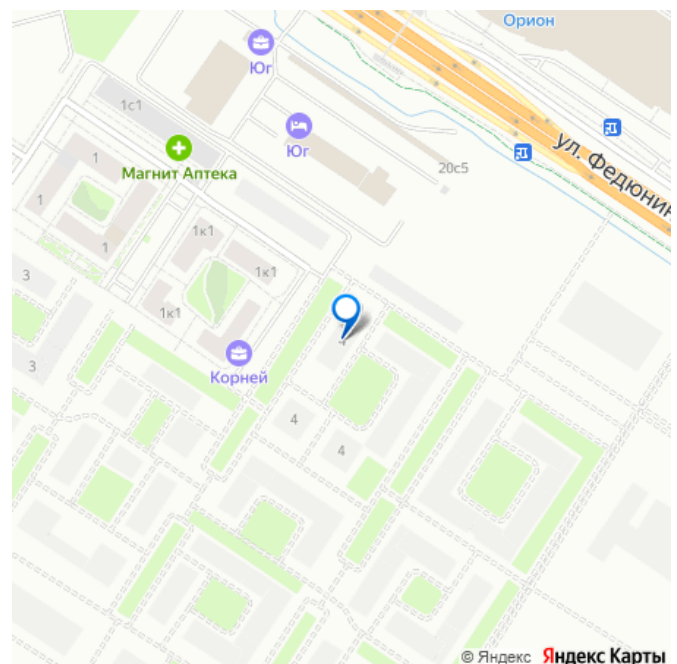 Орион
Юг
1с1
Юг
ул. Федюнин
1
Магнит Аптека
20с5
1
1к1
1
1к1
3
1к1
4
3
Корней
4
4
© Яндекс Яндекс Карты